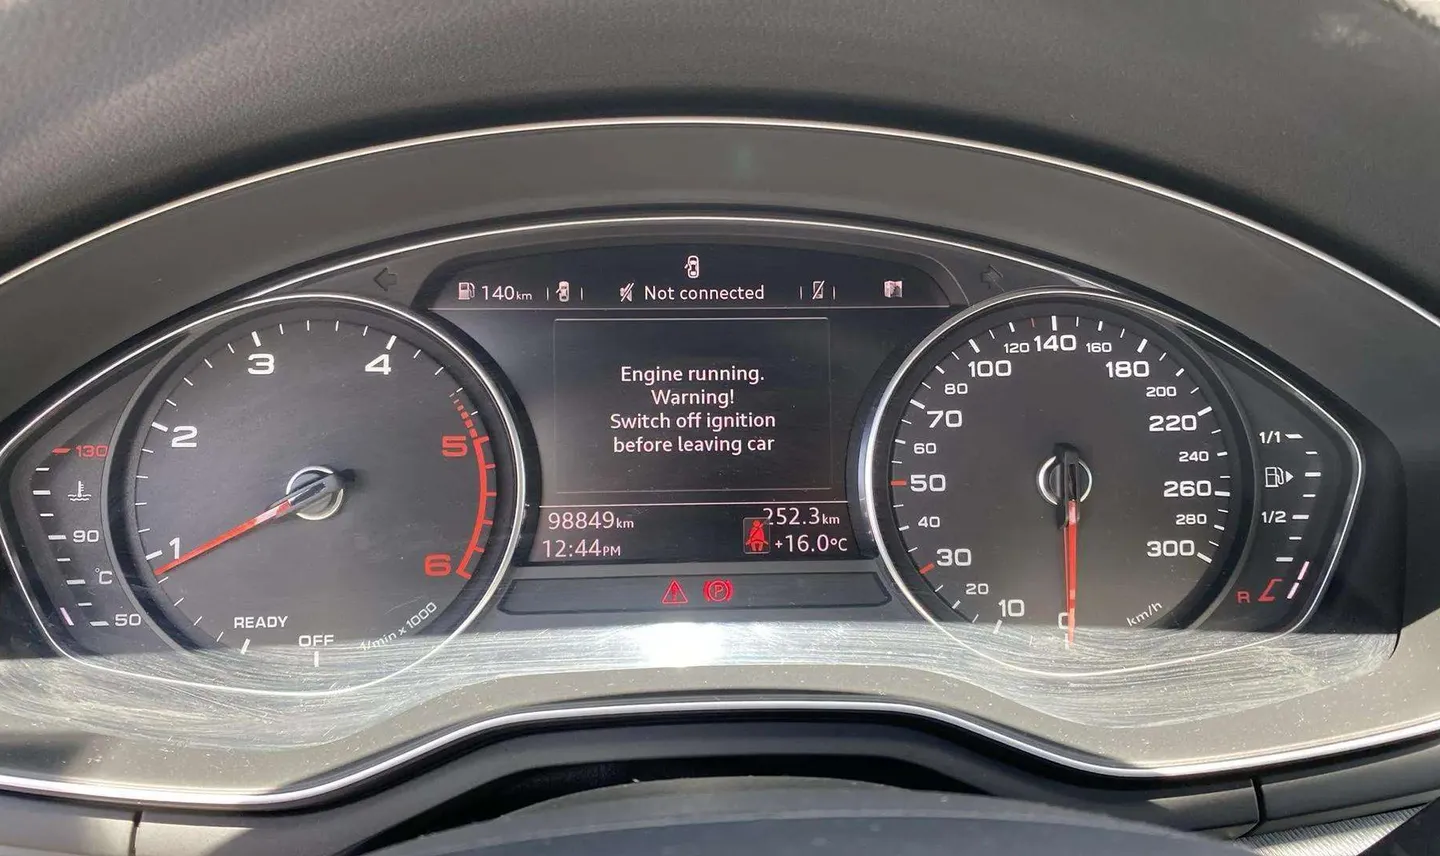 140km
Not connected
Engine running.
Warning!
Switch off ignition
before leaving car
98849km
252.3km
12:44PM
+16.0°C
130
90
°C
50
1
2
3
4
5
6
READY
OFF
1/min x 1000
0
10
20
30
40
50
60
70
80
100
120
140
160
180
200
220
240
260
280
300
km/h
1/1
1/2
R
P